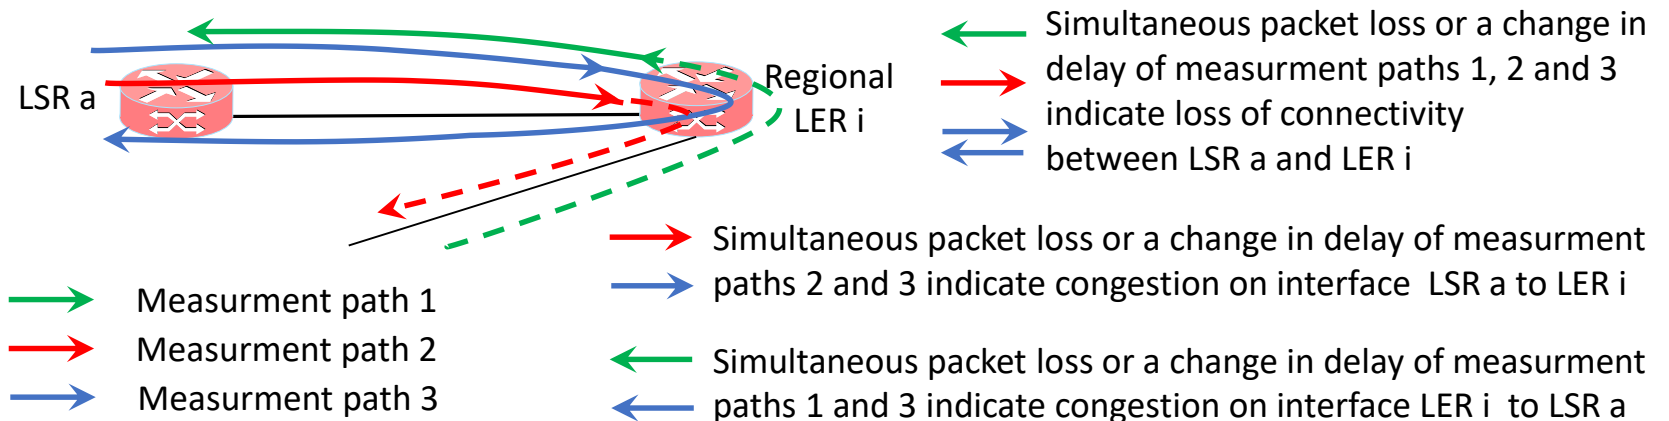 LSR a
Regional
LER i
Simultaneous packet loss or a change in
delay of measurment paths 1, 2 and 3
indicate loss of connectivity
between LSR a and LER i
Simultaneous packet loss or a change in delay of measurment
paths 2 and 3 indicate congestion on interface LSR a to LER i
Measurment path 1
Measurment path 2
Measurment path 3
Simultaneous packet loss or a change in delay of measurment
paths 1 and 3 indicate congestion on interface LER i to LSR a